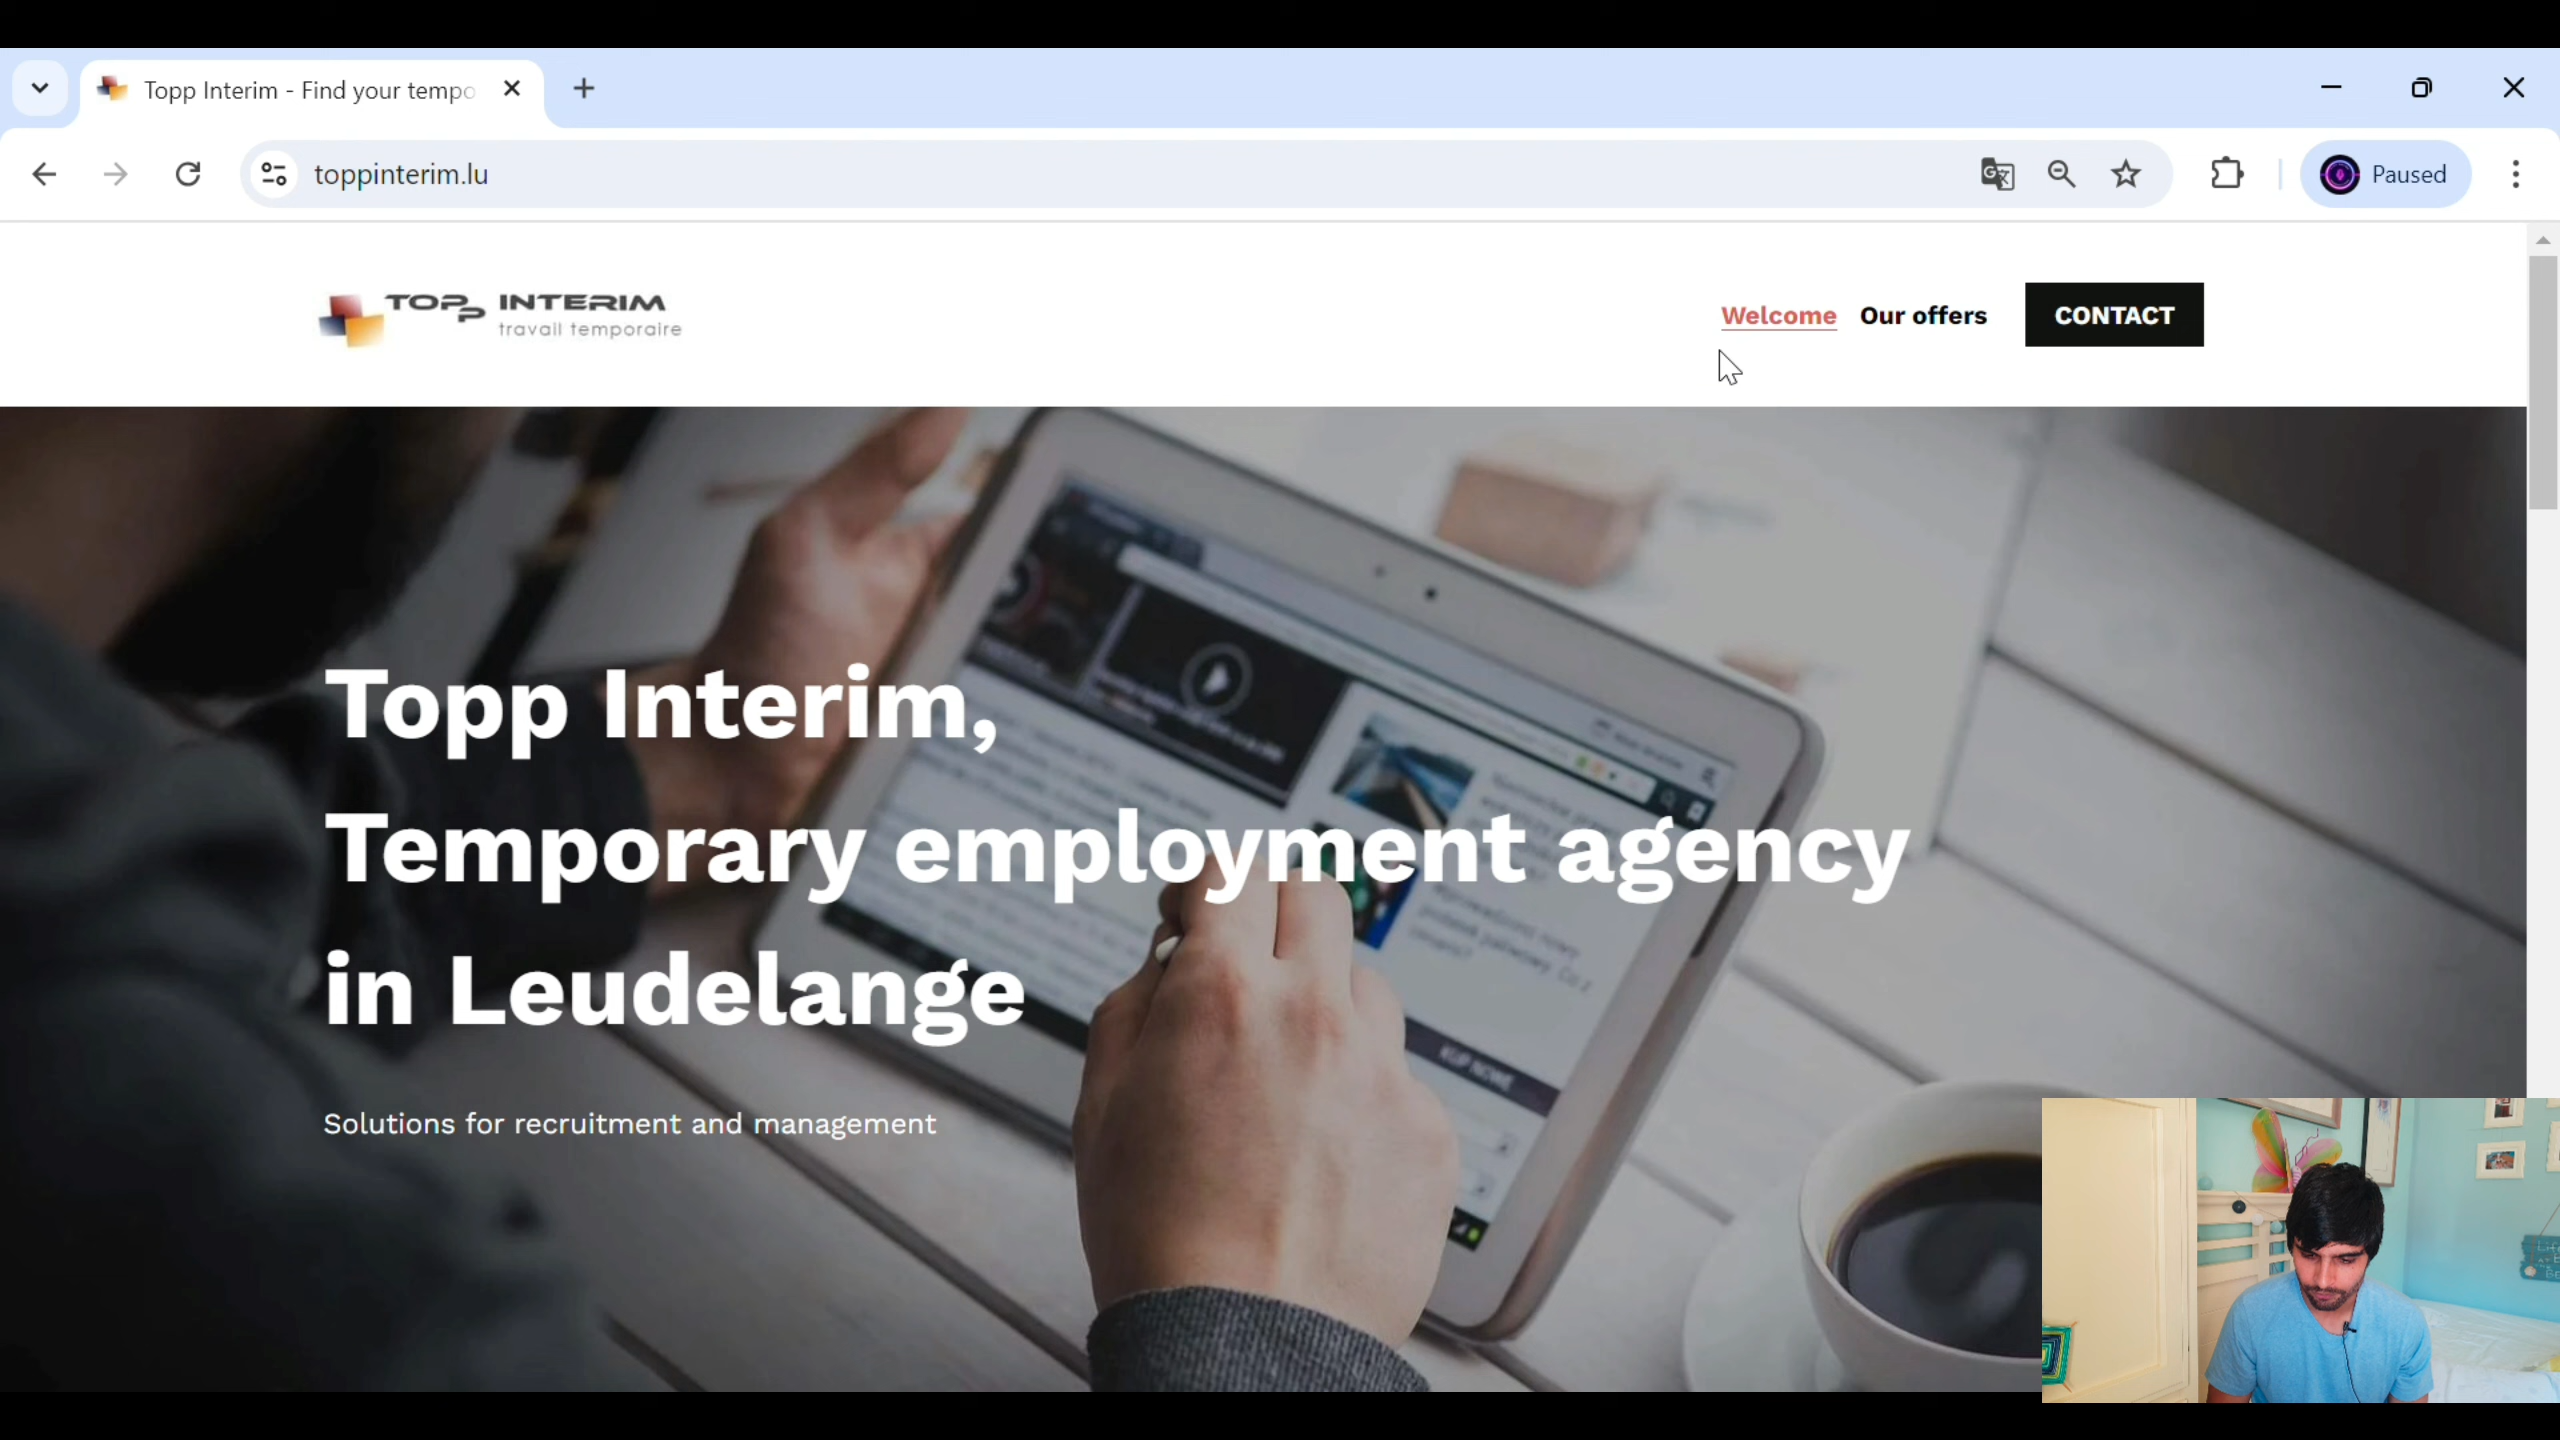 Topp Interim - Find your tempo
toppinterim.lu
Paused
TOPP INTERIM
travail temporaire
Welcome
Our offers
CONTACT
Topp Interim,
Temporary employment agency
in Leudelange
Solutions for recruitment and management